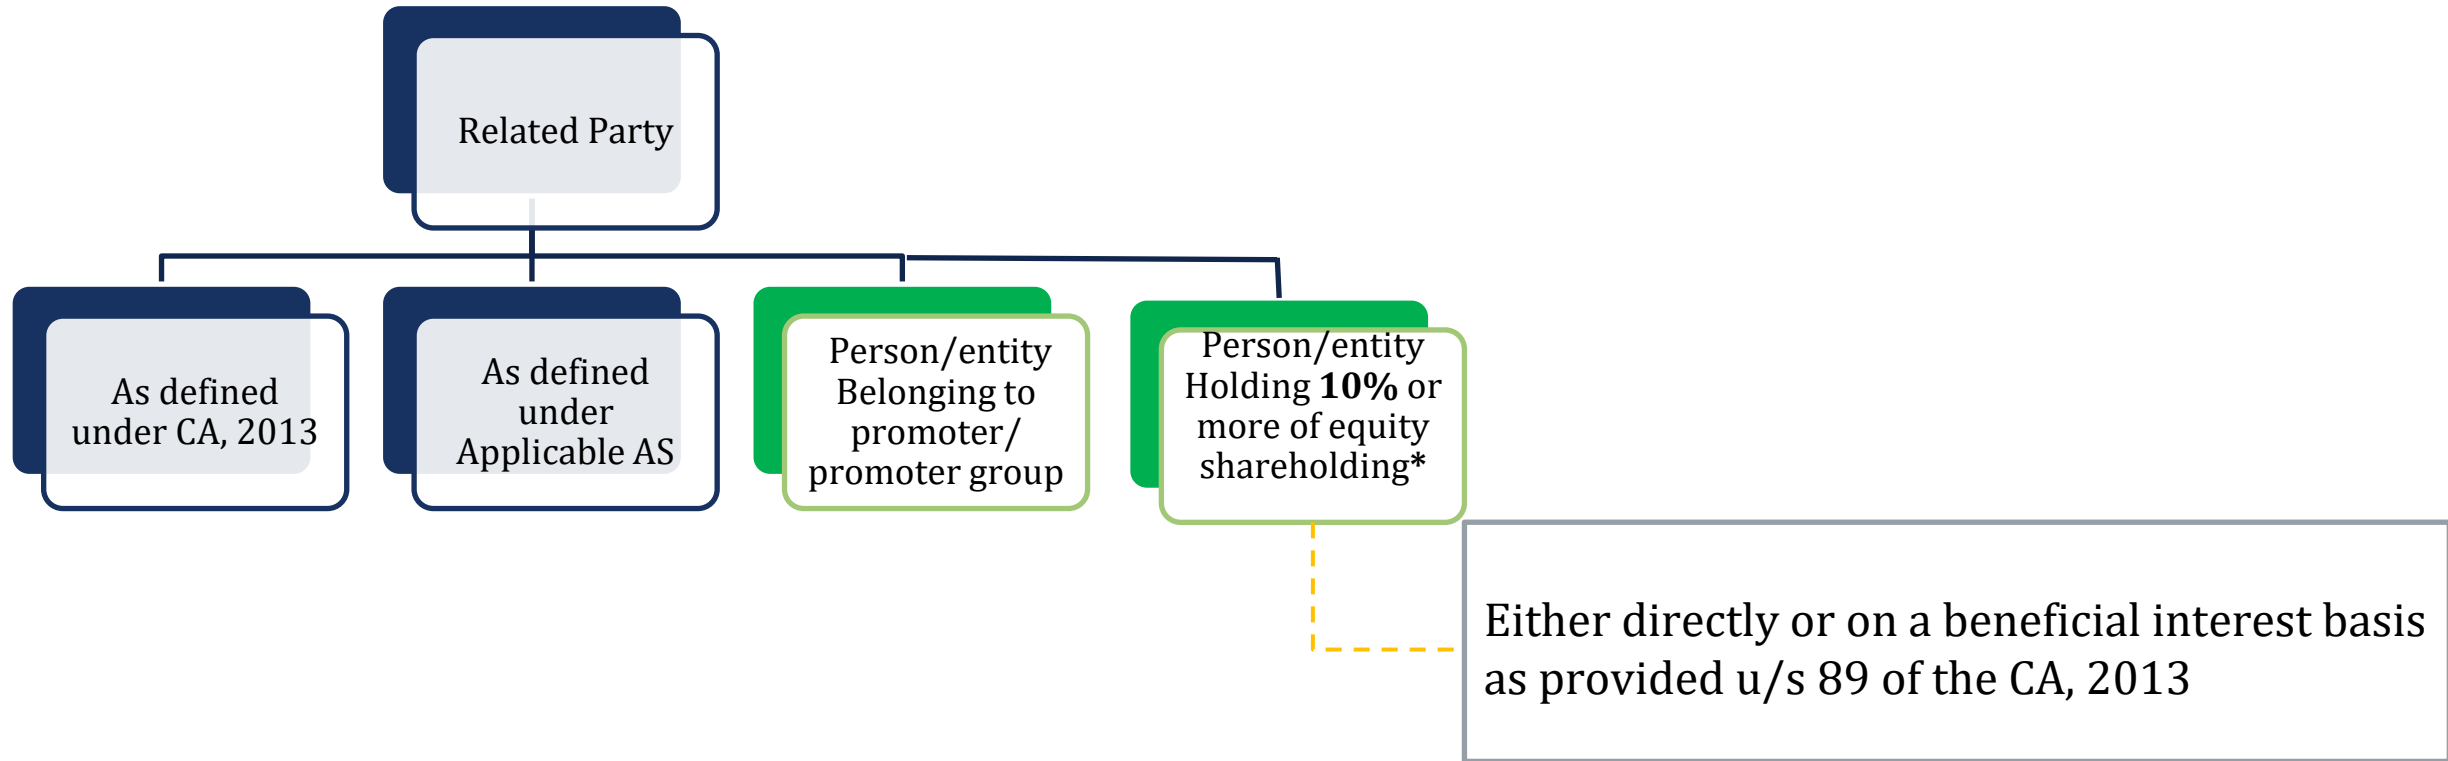 Related Party
As defined
under CA, 2013
As defined
under
Applicable AS
Person/entity
Belonging to
promoter/
promoter group
Person/entity
Holding 10% or
more of equity
shareholding*
Either directly or on a beneficial interest basis
as provided u/s 89 of the CA, 2013